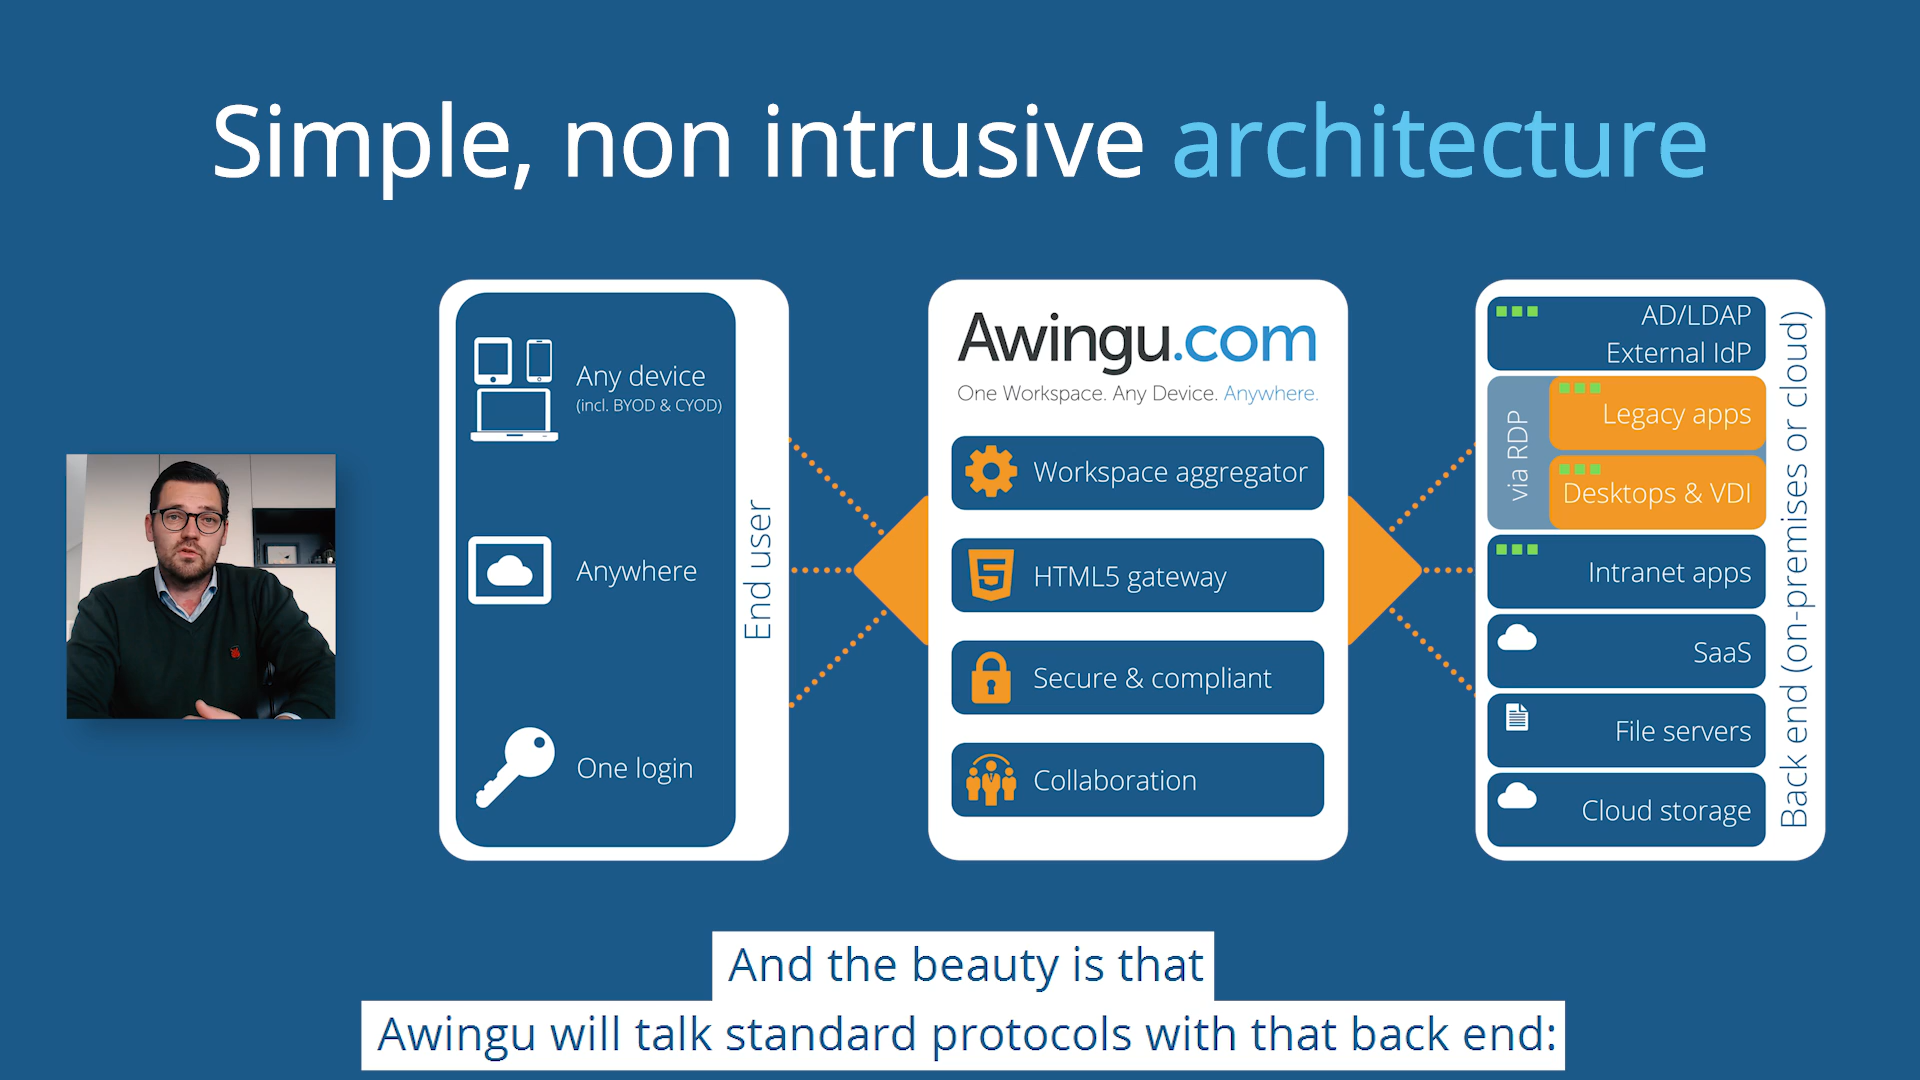 Simple, non intrusive architecture
Any device
(incl. BYOD & CYOD)
Anywhere
One login
End user
Awingu.com
One Workspace. Any Device. Anywhere.
Workspace aggregator
HTML5 gateway
Secure & compliant
Collaboration
AD/LDAP
External IdP
via RDP
Legacy apps
Desktops & VDI
Intranet apps
SaaS
File servers
Cloud storage
Back end (on-premises or cloud)
And the beauty is that
Awingu will talk standard protocols with that back end: